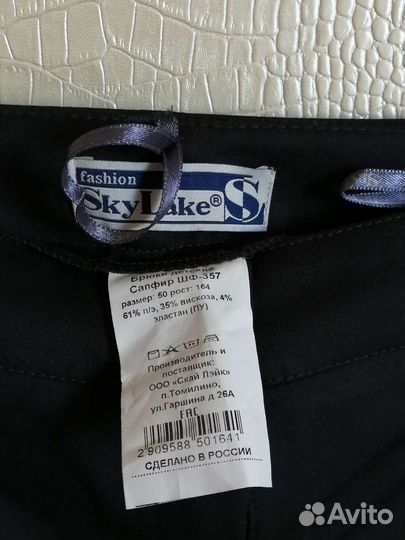 fashion
SkyLake® SL
Брюки детские
Сапфир ШФ-357
размер: 50 рост: 164
61% п/э, 35% вискоза, 4%
эластан (ПУ)
Производитель и
поставщик:
ООО «Скай Лэйк»
п.Томилино,
ул.Гаршина д 26А
EAC
2 909588 501641
СДЕЛАНО В РОССИИ
Avito